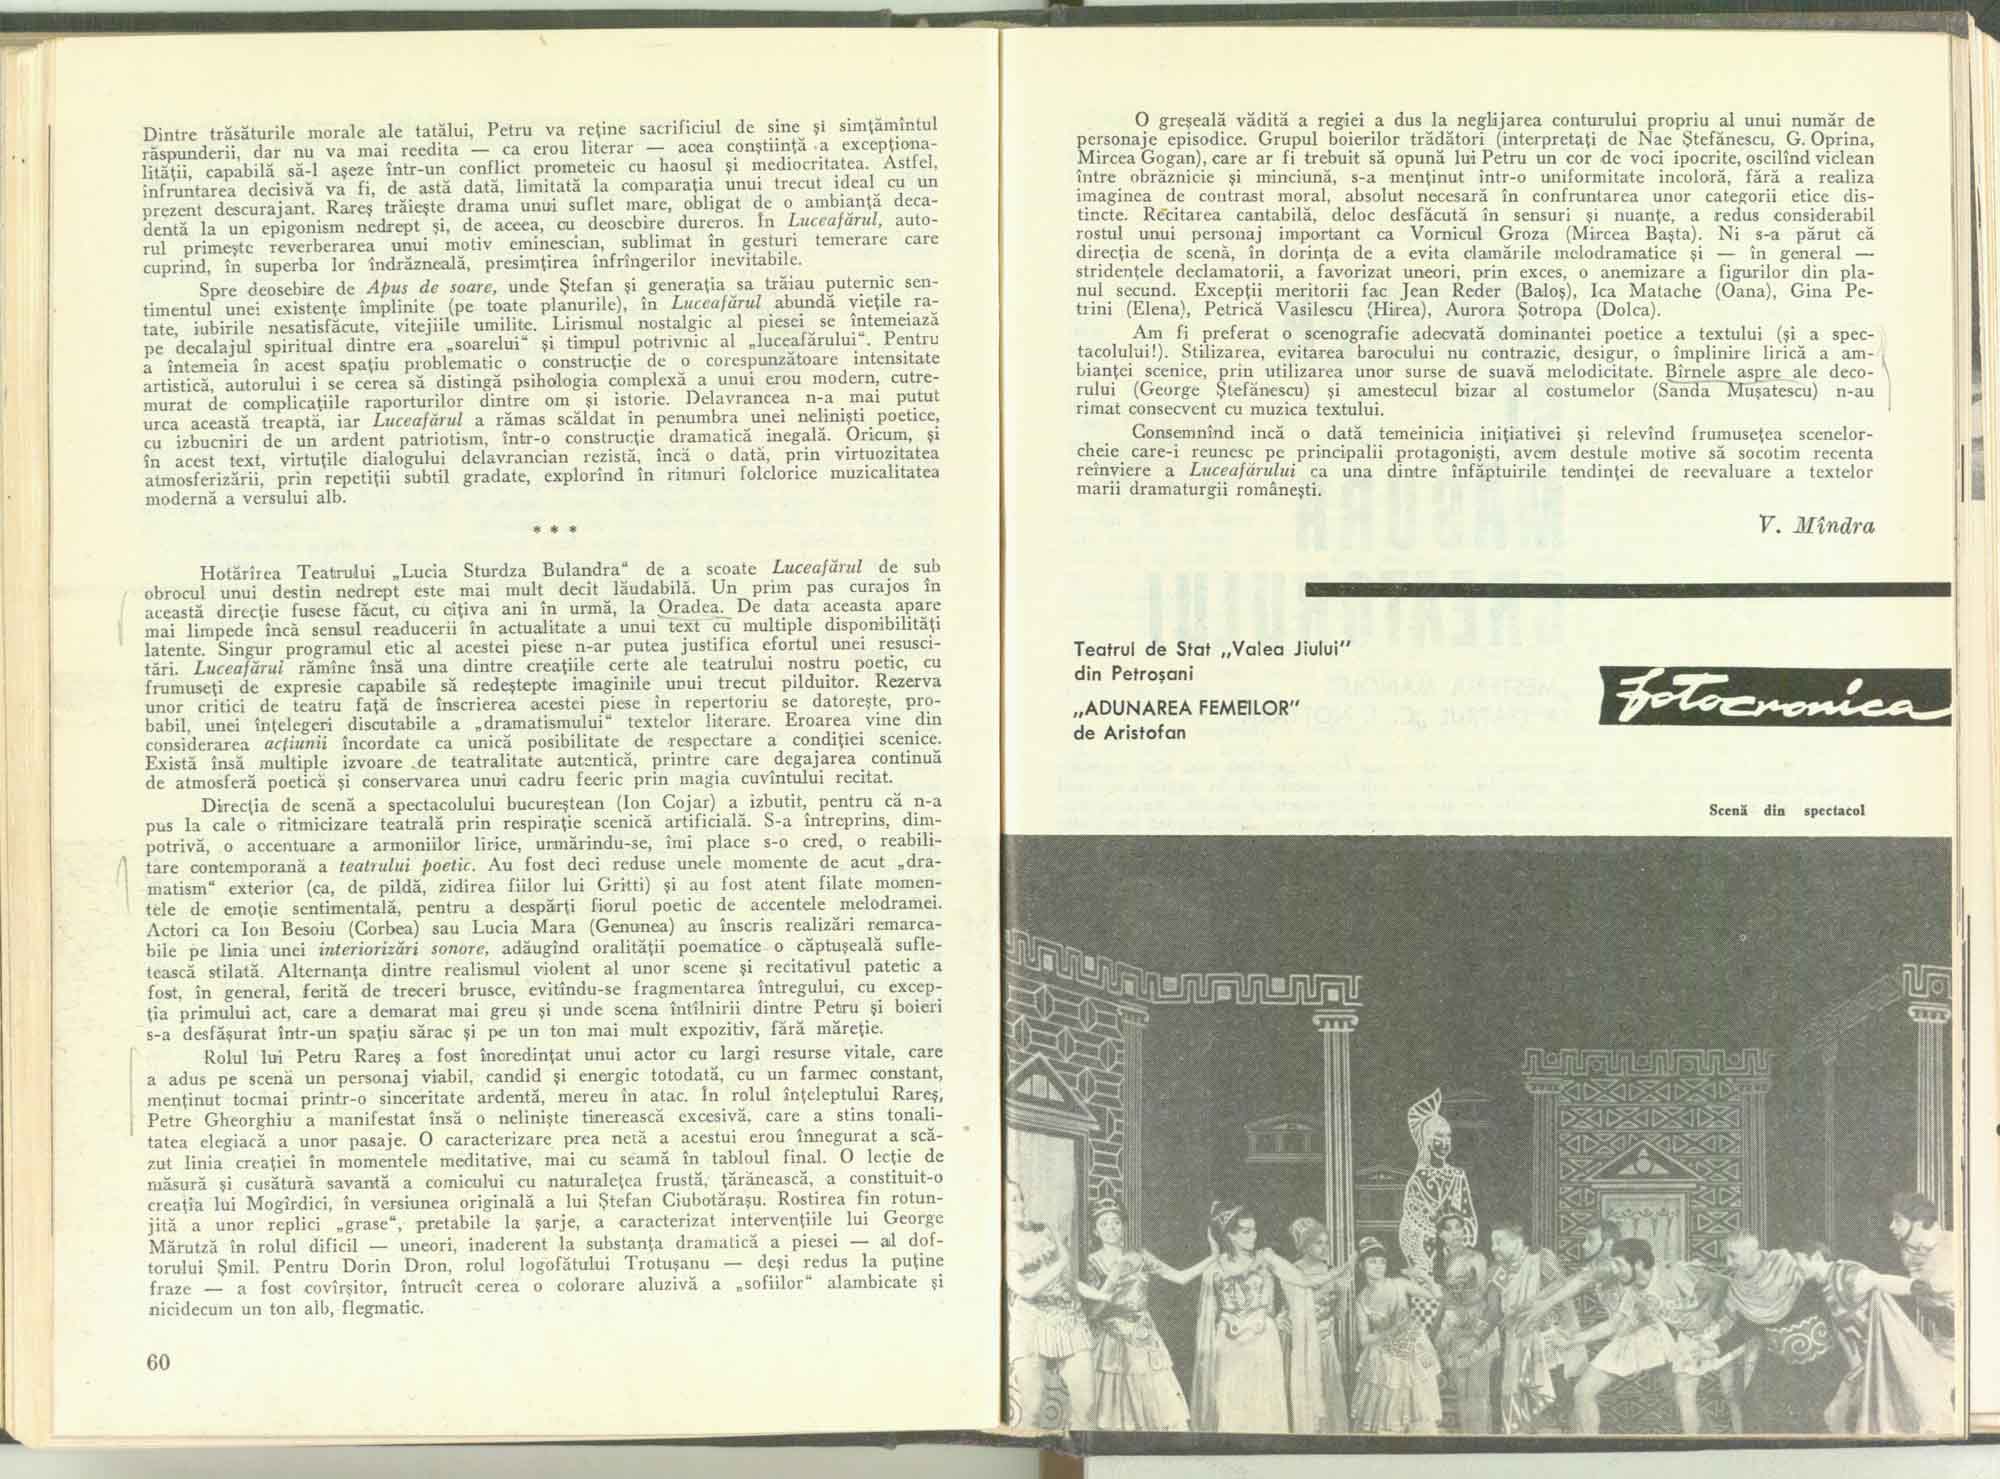 Dintre trăsăturile morale ale tatălui, Petru va reține sacrificiul de sine și simțămîntul
răspunderii, dar nu va mai reedita — ca erou literar — acea conștiință a excepționa-
lității, capabilă să-l așeze într-un conflict prometeic cu haosul și mediocritatea. Astfel,
înfruntarea decisivă va fi, de astă dată, limitată la comparația unui trecut ideal cu un
prezent descurajant. Rareș trăiește drama unui suflet mare, obligat de o ambianță deca-
dentă la un epigonism nedrept și, de aceea, cu deosebire dureros. În Luceafărul, auto-
rul primește reverberarea unui motiv eminescian, sublimat în gesturi temerare care
cuprind, în superba lor îndrăzneală, presimțirea înfrîngerilor inevitabile.
Spre deosebire de Apus de soare, unde Ștefan și generația sa trăiau puternic sen-
timentul unei existențe împlinite (pe toate planurile), în Luceafărul abundă viețile ra-
tate, iubirile nesatisfăcute, vitejiile umilite. Lirismul nostalgic al piesei se întemeiază
pe decalajul spiritual dintre era „soarelui“ și timpul potrivnic al „luceafărului“. Pentru
a întemeia în acest spațiu problematic o construcție de o corespunzătoare intensitate
artistică, autorului i se cerea să distingă psihologia complexă a unui erou modern, cutre-
murat de complicațiile raporturilor dintre om și istorie. Delavrancea n-a mai putut
urca această treaptă, iar Luceafărul a rămas scăldat în penumbra unei neliniști poetice,
cu izbucniri de un ardent patriotism, într-o construcție dramatică inegală. Oricum, și
în acest text, virtuțile dialogului delavrancian rezistă, încă o dată, prin virtuozitatea
atmosferizării, prin repetiții subtil gradate, explorînd în ritmuri folclorice muzicalitatea
modernă a versului alb.
* * *
Hotărîrea Teatrului „Lucia Sturdza Bulandra“ de a scoate Luceafărul de sub
obrocul unui destin nedrept este mai mult decît lăudabilă. Un prim pas curajos în
această direcție fusese făcut, cu cîțiva ani în urmă, la Oradea. De data aceasta apare
mai limpede încă sensul readucerii în actualitate a unui text cu multiple disponibilități
latente. Singur programul etic al acestei piese n-ar putea justifica efortul unei resusci-
tări. Luceafărul rămîne însă una dintre creațiile certe ale teatrului nostru poetic, cu
frumuseți de expresie capabile să redeștepte imaginile unui trecut pilduitor. Rezerva
unor critici de teatru față de înscrierea acestei piese în repertoriu se datorește, pro-
babil, unei înțelegeri discutabile a „dramatismului“ textelor literare. Eroarea vine din
considerarea acțiunii încordate ca unică posibilitate de respectare a condiției scenice.
Există însă multiple izvoare de teatralitate autentică, printre care degajarea continuă
de atmosferă poetică și conservarea unui cadru feeric prin magia cuvîntului recitat.
Direcția de scenă a spectacolului bucureștean (Ion Cojar) a izbutit, pentru că n-a
pus la cale o ritmicizare teatrală prin respirație scenică artificială. S-a întreprins, dim-
potrivă, o accentuare a armoniilor lirice, urmărindu-se, îmi place s-o cred, o reabili-
tare contemporană a teatrului poetic. Au fost deci reduse unele momente de acut „dra-
matism“ exterior (ca, de pildă, zidirea fiilor lui Gritti) și au fost atent filate momen-
tele de emoție sentimentală, pentru a despărți fiorul poetic de accentele melodramei.
Actori ca Ion Besoiu (Corbea) sau Lucia Mara (Genunea) au înscris realizări remarca-
bile pe linia unei interiorizări sonore, adăugînd oralității poematice o căptușeală sufle-
tească stilată. Alternanța dintre realismul violent al unor scene și recitativul patetic a
fost, în general, ferită de treceri brusce, evitîndu-se fragmentarea întregului, cu excep-
ția primului act, care a demarat mai greu și unde scena întîlnirii dintre Petru și boieri
s-a desfășurat într-un spațiu sărac și pe un ton mai mult expozitiv, fără măreție.
Rolul lui Petru Rareș a fost încredințat unui actor cu largi resurse vitale, care
a adus pe scenă un personaj viabil, candid și energic totodată, cu un farmec constant,
menținut tocmai printr-o sinceritate ardentă, mereu în atac. În rolul înțeleptului Rareș,
Petre Gheorghiu a manifestat însă o neliniște tinerească excesivă, care a stins tonali-
tatea elegiacă a unor pasaje. O caracterizare prea netă a acestui erou înnegurat a scă-
zut linia creației în momentele meditative, mai cu seamă în tabloul final. O lecție de
măsură și cusătură savantă a comicului cu naturalețea frustă, țărănească, a constituit-o
creația lui Mogîrdici, în versiunea originală a lui Ștefan Ciubotărașu. Rostirea fin rotun-
jită a unor replici „grase“, pretabile la șarje, a caracterizat intervențiile lui George
Mărutză în rolul dificil — uneori, inaderent la substanța dramatică a piesei — al dof-
torului Șmil. Pentru Dorin Dron, rolul logofătului Trotușanu — deși redus la puține
fraze — a fost covîrșitor, întrucît cerea o colorare aluzivă a „sofiilor“ alambicate și
nicidecum un ton alb, flegmatic.
60
O greșeală vădită a regiei a dus la neglijarea conturului propriu al unui număr de
personaje episodice. Grupul boierilor trădători (interpretați de Nae Ștefănescu, G. Oprina,
Mircea Gogan), care ar fi trebuit să opună lui Petru un cor de voci ipocrite, oscilînd viclean
între obrăznicie și minciună, s-a menținut într-o uniformitate incoloră, fără a realiza
imaginea de contrast moral, absolut necesară în confruntarea unor categorii etice dis-
tincte. Recitarea cantabilă, deloc desfăcută în sensuri și nuanțe, a redus considerabil
rostul unui personaj important ca Vornicul Groza (Mircea Bașta). Ni s-a părut că
direcția de scenă, în dorința de a evita clamările melodramatice și — în general —
stridențele declamatorii, a favorizat uneori, prin exces, o anemizare a figurilor din pla-
nul secund. Excepții meritorii fac Jean Reder (Baloș), Ica Matache (Oana), Gina Pe-
trini (Elena), Petrică Vasilescu (Hirea), Aurora Șotropa (Dolca).
Am fi preferat o scenografie adecvată dominantei poetice a textului (și a spec-
tacolului!). Stilizarea, evitarea barocului nu contrazic, desigur, o împlinire lirică a am-
bianței scenice, prin utilizarea unor surse de suavă melodicitate. Bîrnele aspre ale deco-
rului (George Ștefănescu) și amestecul bizar al costumelor (Sanda Mușatescu) n-au
rimat consecvent cu muzica textului.
Consemnînd încă o dată temeinicia inițiativei și relevînd frumusețea scenelor-
cheie care-i reunesc pe principalii protagoniști, avem destule motive să socotim recenta
reînviere a Luceafărului ca una dintre înfăptuirile tendinței de reevaluare a textelor
marii dramaturgii românești.
V. Mîndra
Teatrul de Stat „Valea Jiului”
din Petroșani
„ADUNAREA FEMEILOR”
de Aristofan
fotocronica
Scenă din spectacol